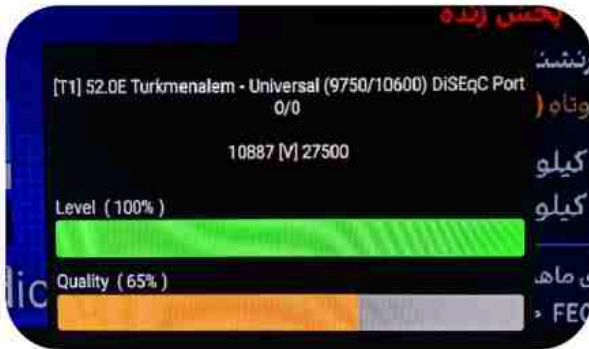 پخش زنده
[T1] 52.0E Turkmenalem - Universal (9750/10600) DiSEqC Port
0/0
10887 [V] 27500
کیلو
کیلو
Level ( 100% )
Quality ( 65% )
FEC